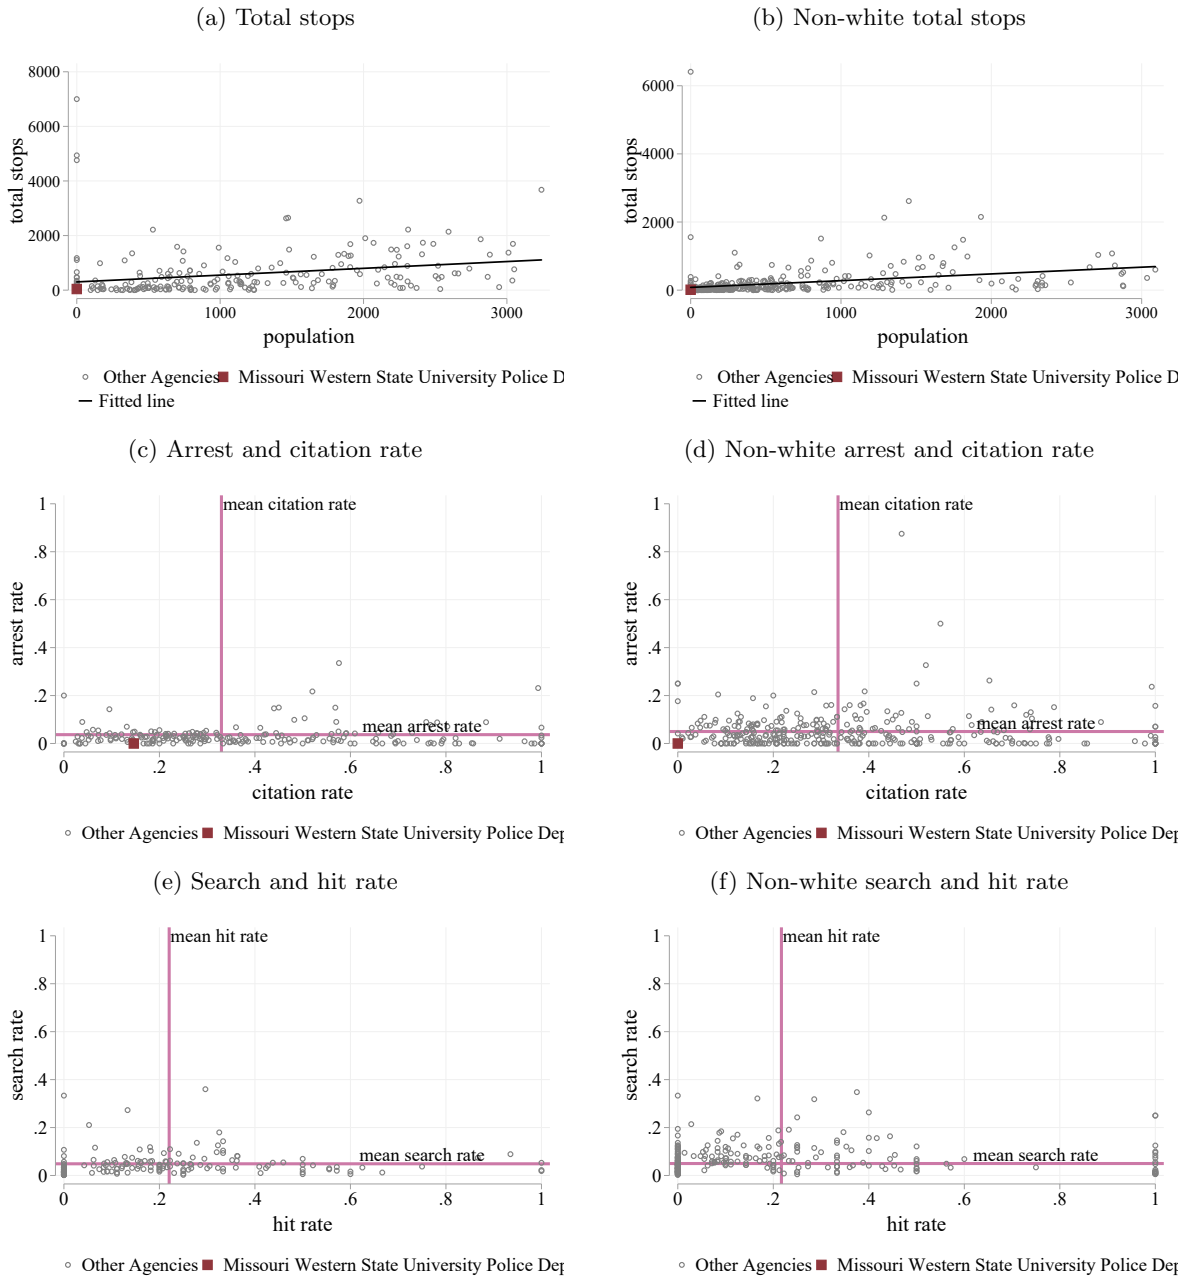 (a) Total stops
8000
6000
4000
2000
0
total stops
0 1000 2000 3000
population
Other Agencies Missouri Western State University Police D
Fitted line
(b) Non-white total stops
6000
4000
2000
0
total stops
0 1000 2000 3000
population
Other Agencies Missouri Western State University Police D
Fitted line
(c) Arrest and citation rate
1
.8
.6
.4
.2
0
arrest rate
mean citation rate
mean arrest rate
0 .2 .4 .6 .8 1
citation rate
Other Agencies Missouri Western State University Police Dep
(d) Non-white arrest and citation rate
1
.8
.6
.4
.2
0
arrest rate
mean citation rate
mean arrest rate
0 .2 .4 .6 .8 1
citation rate
Other Agencies Missouri Western State University Police Dep
(e) Search and hit rate
1
.8
.6
.4
.2
0
search rate
mean hit rate
mean search rate
0 .2 .4 .6 .8 1
hit rate
Other Agencies Missouri Western State University Police Dep
(f) Non-white search and hit rate
1
.8
.6
.4
.2
0
search rate
mean hit rate
mean search rate
0 .2 .4 .6 .8 1
hit rate
Other Agencies Missouri Western State University Police Dep